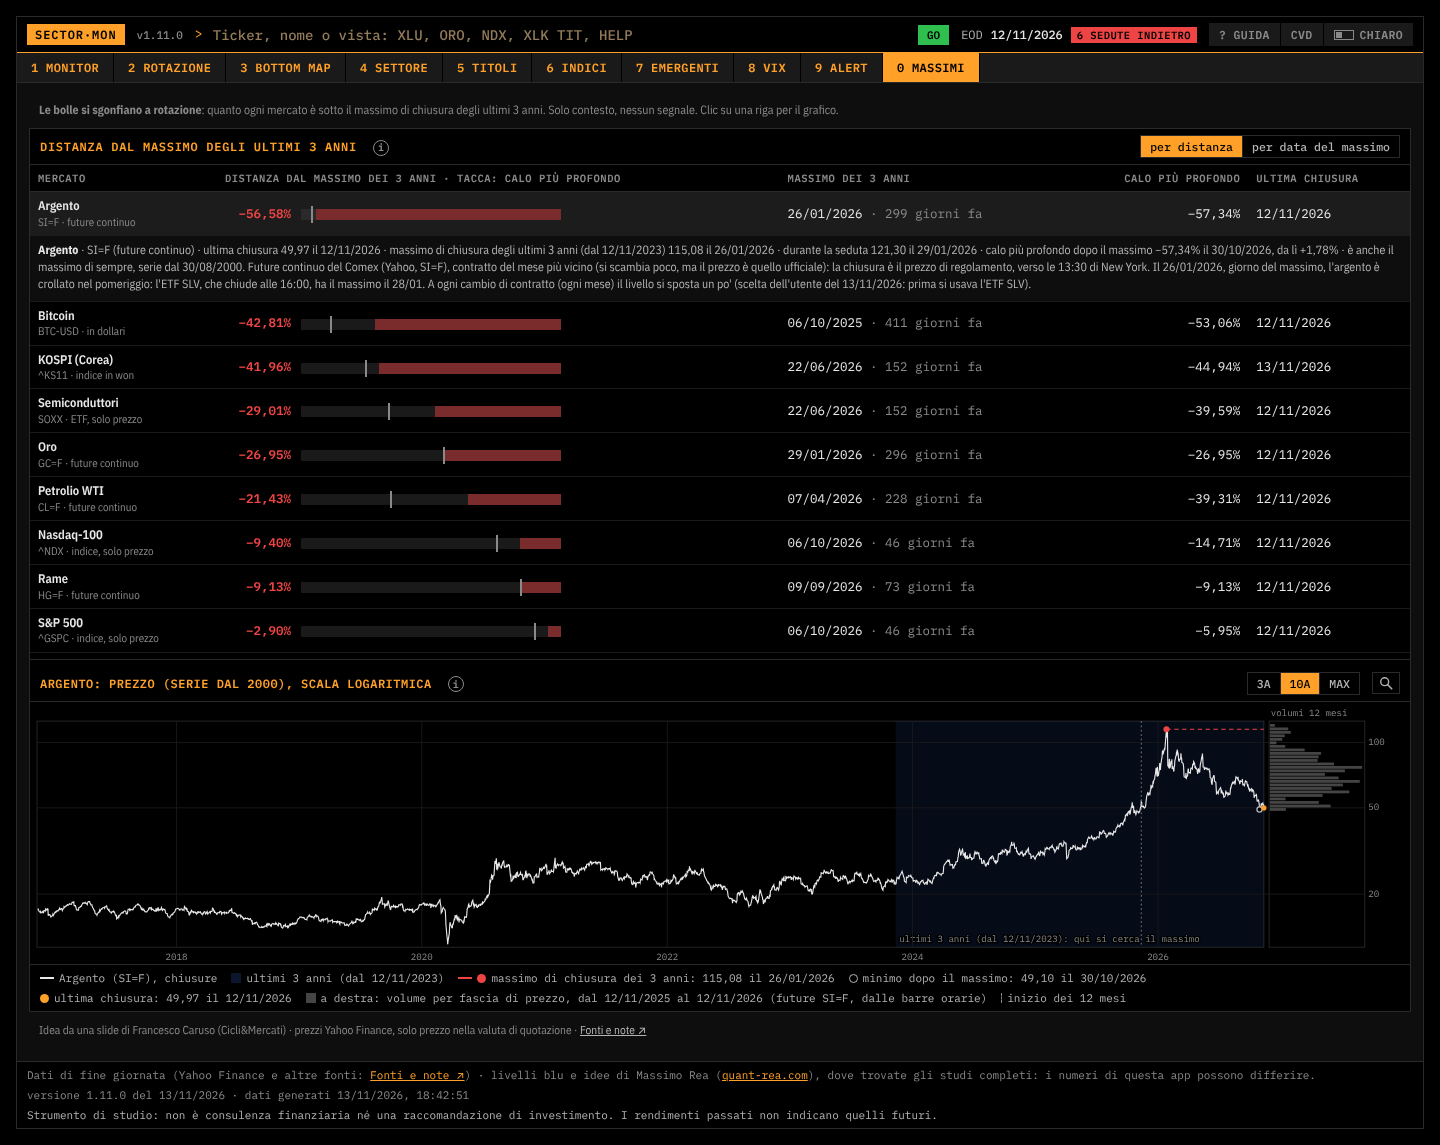 SECTOR·MON v1.11.0 > Ticker, nome o vista: XLU, ORO, NDX, XLK TIT, HELP GO EOD 12/11/2026 6 SEDUTE INDIETRO ? GUIDA CVD CHIARO
1 MONITOR 2 ROTAZIONE 3 BOTTOM MAP 4 SETTORE 5 TITOLI 6 INDICI 7 EMERGENTI 8 VIX 9 ALERT 0 MASSIMI
Le bolle si sgonfiano a rotazione: quanto ogni mercato è sotto il massimo di chiusura degli ultimi 3 anni. Solo contesto, nessun segnale. Clic su una riga per il grafico.
DISTANZA DAL MASSIMO DEGLI ULTIMI 3 ANNI i per distanza per data del massimo
MERCATO DISTANZA DAL MASSIMO DEI 3 ANNI · TACCA: CALO PIÙ PROFONDO MASSIMO DEI 3 ANNI CALO PIÙ PROFONDO ULTIMA CHIUSURA
Argento
SI=F · future continuo
−56,58% 26/01/2026 · 299 giorni fa −57,34% 12/11/2026
Argento · SI=F (future continuo) · ultima chiusura 49,97 il 12/11/2026 · massimo di chiusura degli ultimi 3 anni (dal 12/11/2023) 115,08 il 26/01/2026 · durante la seduta 121,30 il 29/01/2026 · calo più profondo dopo il massimo −57,34% il 30/10/2026, da lì +1,78% · è anche il
massimo di sempre, serie dal 30/08/2000. Future continuo del Comex (Yahoo, SI=F), contratto del mese più vicino (si scambia poco, ma il prezzo è quello ufficiale): la chiusura è il prezzo di regolamento, verso le 13:30 di New York. Il 26/01/2026, giorno del massimo, l'argento è
crollato nel pomeriggio: l'ETF SLV, che chiude alle 16:00, ha il massimo il 28/01. A ogni cambio di contratto (ogni mese) il livello si sposta un po' (scelta dell'utente del 13/11/2026: prima si usava l'ETF SLV).
Bitcoin
BTC-USD · in dollari
−42,81% 06/10/2025 · 411 giorni fa −53,06% 12/11/2026
KOSPI (Corea)
^KS11 · indice in won
−41,96% 22/06/2026 · 152 giorni fa −44,94% 13/11/2026
Semiconduttori
SOXX · ETF, solo prezzo
−29,01% 22/06/2026 · 152 giorni fa −39,59% 12/11/2026
Oro
GC=F · future continuo
−26,95% 29/01/2026 · 296 giorni fa −26,95% 12/11/2026
Petrolio WTI
CL=F · future continuo
−21,43% 07/04/2026 · 228 giorni fa −39,31% 12/11/2026
Nasdaq-100
^NDX · indice, solo prezzo
−9,40% 06/10/2026 · 46 giorni fa −14,71% 12/11/2026
Rame
HG=F · future continuo
−9,13% 09/09/2026 · 73 giorni fa −9,13% 12/11/2026
S&P 500
^GSPC · indice, solo prezzo
−2,90% 06/10/2026 · 46 giorni fa −5,95% 12/11/2026
ARGENTO: PREZZO (SERIE DAL 2000), SCALA LOGARITMICA i 3A 10A MAX
volumi 12 mesi
100
50
20
ultimi 3 anni (dal 12/11/2023): qui si cerca il massimo
2018 2020 2022 2024 2026
Argento (SI=F), chiusure ultimi 3 anni (dal 12/11/2023) massimo di chiusura dei 3 anni: 115,08 il 26/01/2026 minimo dopo il massimo: 49,10 il 30/10/2026
ultima chiusura: 49,97 il 12/11/2026 a destra: volume per fascia di prezzo, dal 12/11/2025 al 12/11/2026 (future SI=F, dalle barre orarie) inizio dei 12 mesi
Idea da una slide di Francesco Caruso (Cicli&Mercati) · prezzi Yahoo Finance, solo prezzo nella valuta di quotazione · Fonti e note ↗
Dati di fine giornata (Yahoo Finance e altre fonti: Fonti e note ↗) · livelli blu e idee di Massimo Rea (quant-rea.com), dove trovate gli studi completi: i numeri di questa app possono differire.
versione 1.11.0 del 13/11/2026 · dati generati 13/11/2026, 18:42:51
Strumento di studio: non è consulenza finanziaria né una raccomandazione di investimento. I rendimenti passati non indicano quelli futuri.